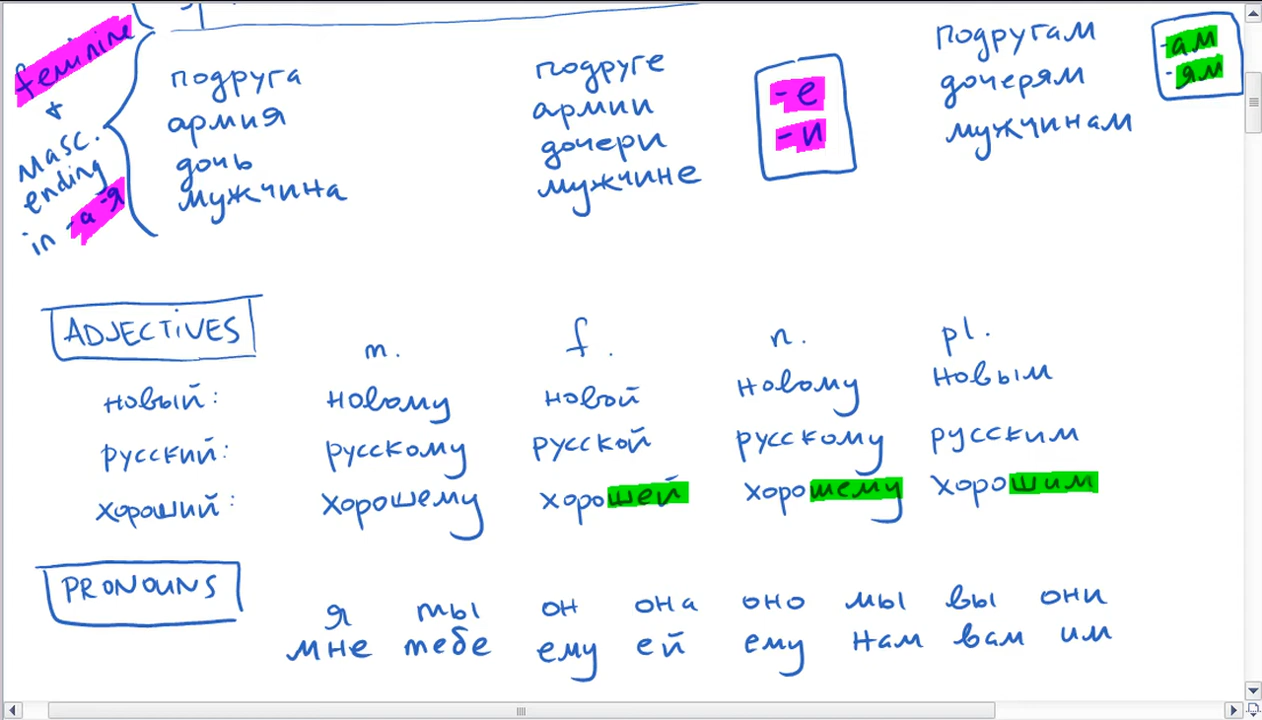 feminine
+
masc.
ending
in -а -я
подруга подруге подругам
армия армии дочерям
дочь дочери мужчинам
мужчина мужчине
-е
-и
-ам
-ям
ADJECTIVES
m. f. n. pl.
новый: новому новой новому новым
русский: русскому русской русскому русским
хороший: хорошему хорошей хорошему хорошим
PRONOUNS
я ты он она оно мы вы они
мне тебе ему ей ему нам вам им